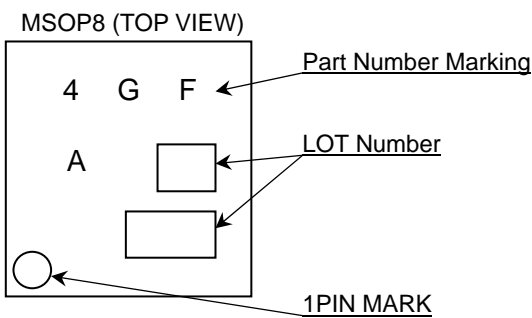 MSOP8 (TOP VIEW)
4 G F
Part Number Marking
A
LOT Number
1PIN MARK